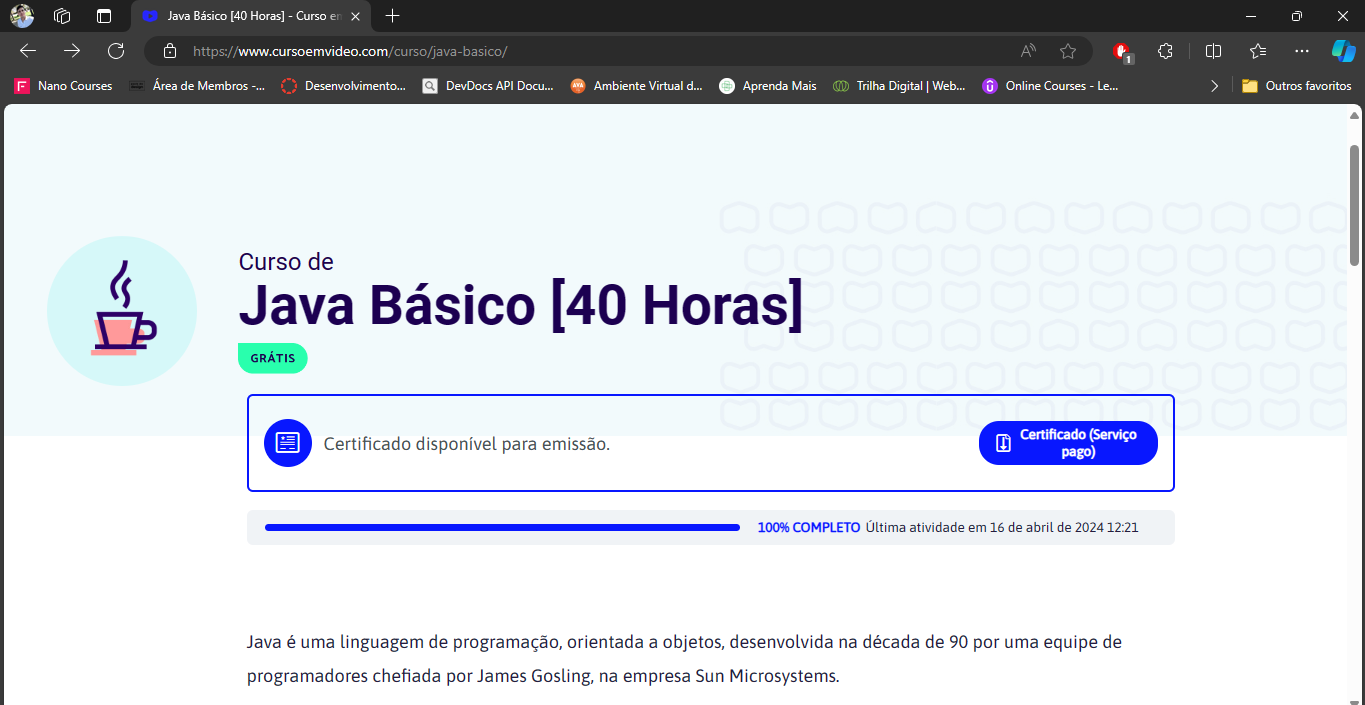 Java Básico [40 Horas] - Curso em
https://www.cursoemvideo.com/curso/java-basico/
1
Nano Courses
Área de Membros -...
Desenvolvimento...
DevDocs API Docu...
Ambiente Virtual d...
Aprenda Mais
Trilha Digital | Web...
Online Courses - Le...
Outros favoritos
Curso de
Java Básico [40 Horas]
GRÁTIS
Certificado disponível para emissão.
Certificado (Serviço
pago)
100% COMPLETO Última atividade em 16 de abril de 2024 12:21
Java é uma linguagem de programação, orientada a objetos, desenvolvida na década de 90 por uma equipe de
programadores chefiada por James Gosling, na empresa Sun Microsystems.